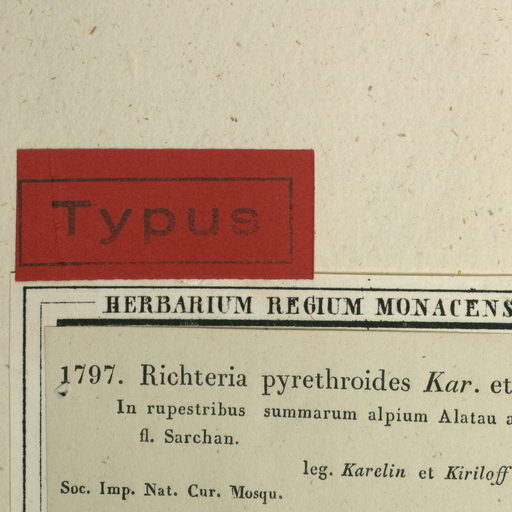 Typus
HERBARIUM REGIUM MONACENS
1797. Richteria pyrethroides Kar. et
In rupestribus summarum alpium Alatau a
fl. Sarchan.
leg. Karelin et Kiriloff
Soc. Imp. Nat. Cur. Mosqu.